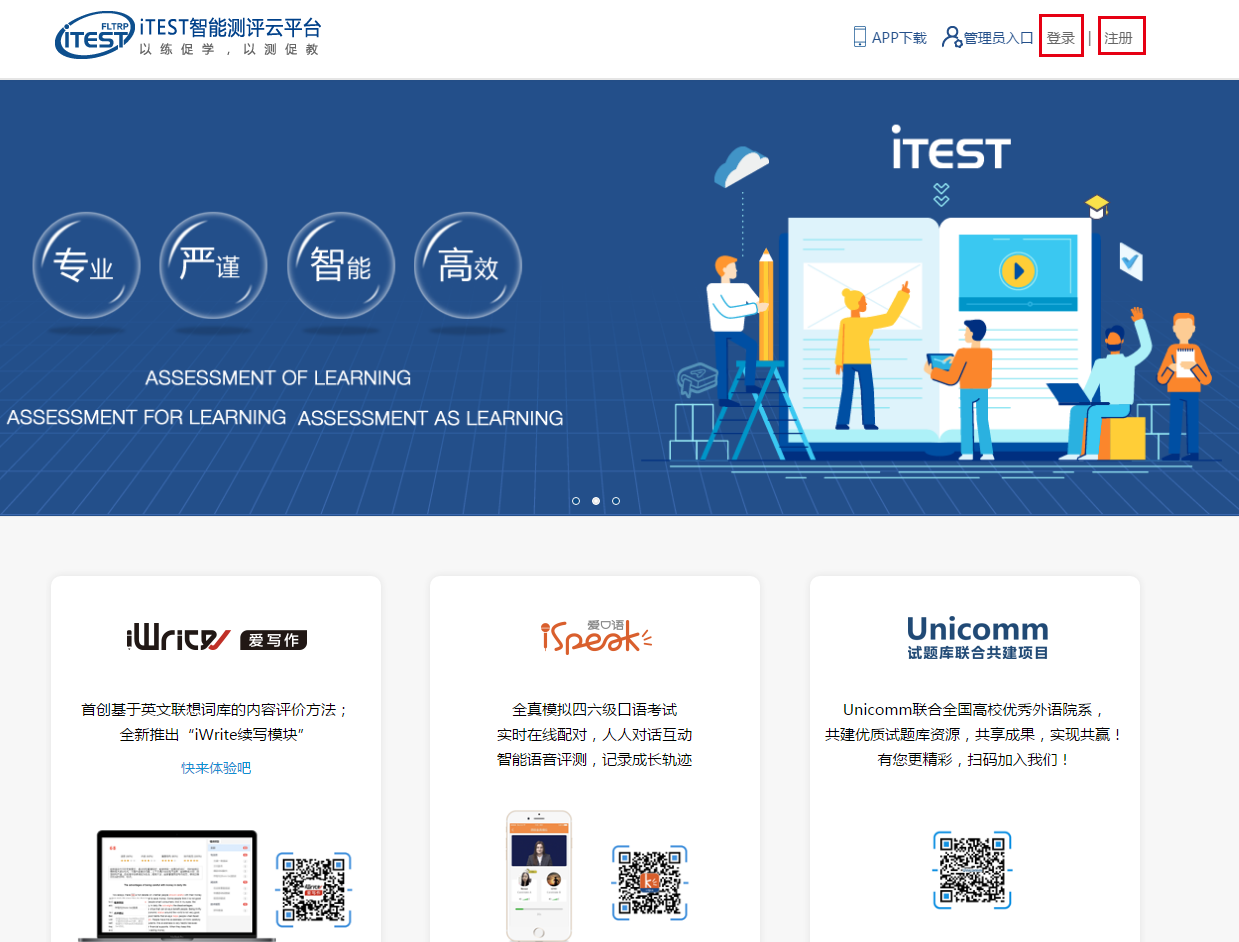 FLTRP
iTEST
iTEST智能测评云平台
以练促学，以测促教
APP下载 管理员入口 登录 | 注册
iTEST
专业 严谨 智能 高效
ASSESSMENT OF LEARNING
ASSESSMENT FOR LEARNING ASSESSMENT AS LEARNING
iWrite 爱写作
首创基于英文联想词库的内容评价方法；
全新推出“iWrite续写模块”
快来体验吧
爱口语
iSpeak
全真模拟四六级口语考试
实时在线配对，人人对话互动
智能语音评测，记录成长轨迹
Unicomm
试题库联合共建项目
Unicomm联合全国高校优秀外语院系，
共建优质试题库资源，共享成果，实现共赢！
有您更精彩，扫码加入我们！